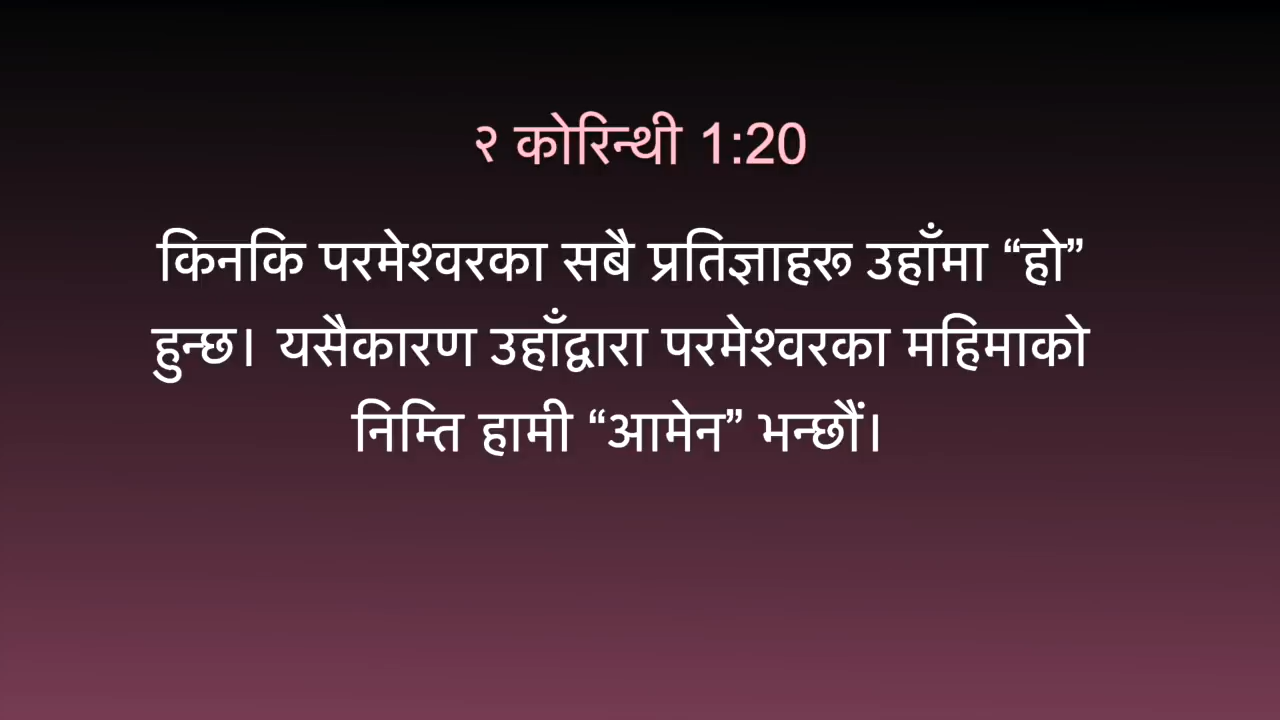 २ कोरिन्थी 1:20
किनकि परमेश्वरका सबै प्रतिज्ञाहरू उहाँमा “हो”
हुन्छ। यसैकारण उहाँद्वारा परमेश्वरका महिमाको
निम्ति हामी “आमेन” भन्छौं।